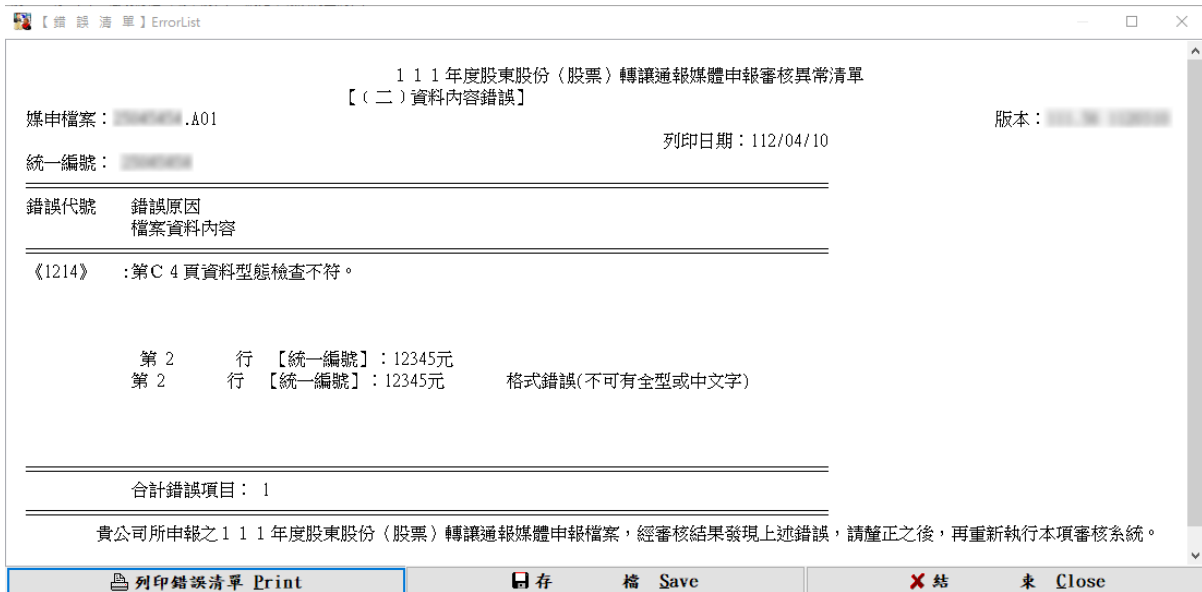 【錯 誤 清 單】ErrorList
１１１年度股東股份（股票）轉讓通報媒體申報審核異常清單
【(二)資料內容錯誤】
媒申檔案： .A01 版本：
列印日期：112/04/10
統一編號：
錯誤代號 錯誤原因
檔案資料內容
《1214》 :第Ｃ４頁資料型態檢查不符。
第 2 行 【統一編號】：12345元
第 2 行 【統一編號】：12345元 格式錯誤(不可有全型或中文字)
合計錯誤項目： 1
貴公司所申報之１１１年度股東股份（股票）轉讓通報媒體申報檔案，經審核結果發現上述錯誤，請釐正之後，再重新執行本項審核系統。
列印錯誤清單 Print 存 檔 Save 結 束 Close